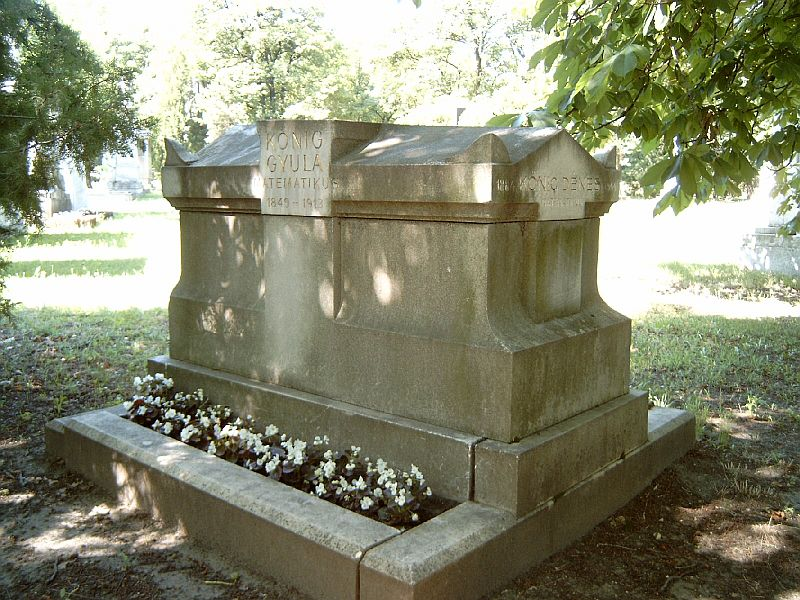 KÖNIG
GYULA
MATEMATIKUS
1849 - 1913
KÖNIG DÉNES